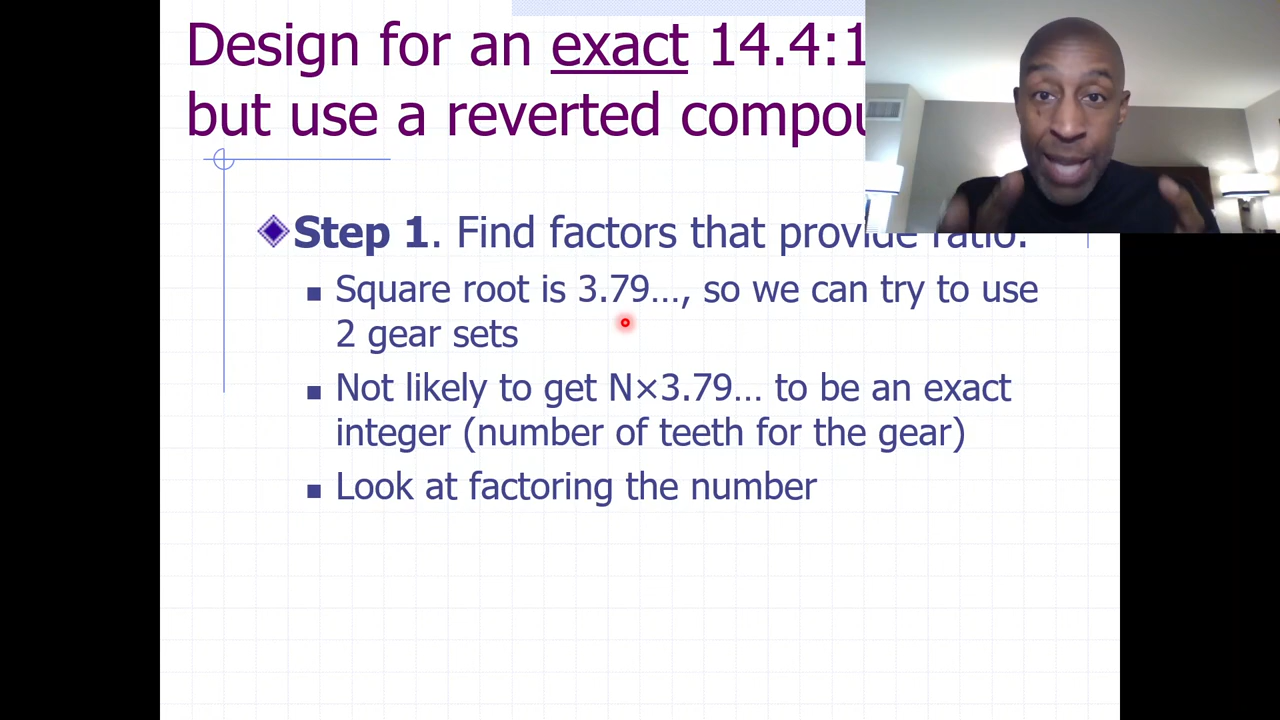 Design for an exact 14.4:1
but use a reverted
Step 1. Find factors that provide ratio.
Square root is 3.79…, so we can try to use
2 gear sets
Not likely to get N×3.79… to be an exact
integer (number of teeth for the gear)
Look at factoring the number